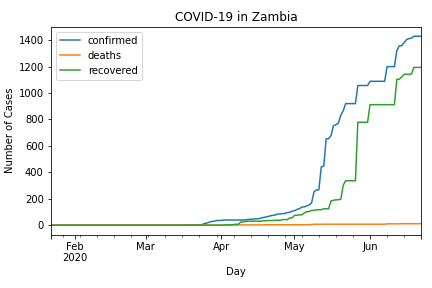 COVID-19 in Zambia
confirmed
deaths
recovered
Number of Cases
1400
1200
1000
800
600
400
200
0
Feb
2020
Mar
Apr
May
Jun
Day